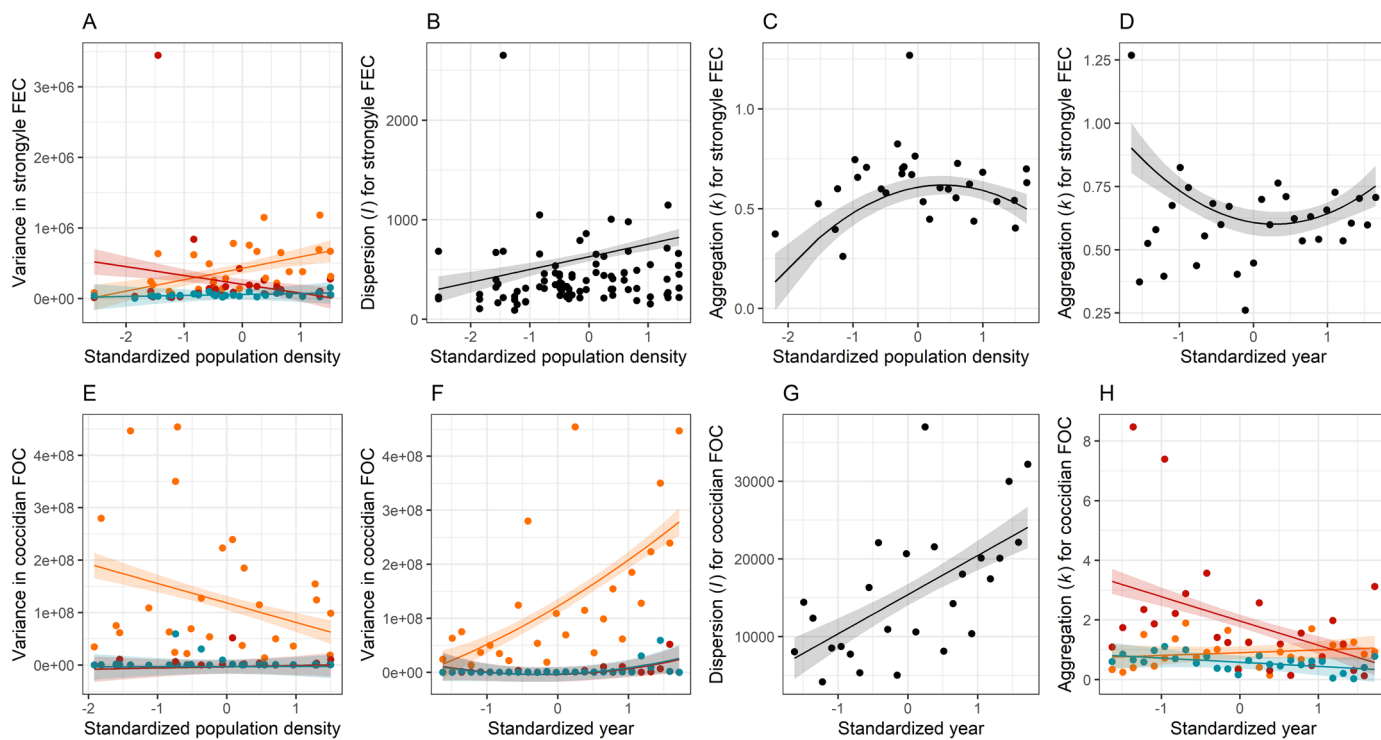 A
Variance in strongyle FEC
3e+06
2e+06
1e+06
0e+00
-2
-1
0
1
Standardized population density
B
Dispersion (I) for strongyle FEC
2000
1000
0
-2
-1
0
1
Standardized population density
C
Aggregation (k) for strongyle FEC
1.0
0.5
0.0
-2
-1
0
1
Standardized population density
D
Aggregation (k) for strongyle FEC
1.25
1.00
0.75
0.50
0.25
-1
0
1
Standardized year
E
Variance in coccidian FOC
4e+08
3e+08
2e+08
1e+08
0e+00
-2
-1
0
1
Standardized population density
F
Variance in coccidian FOC
4e+08
3e+08
2e+08
1e+08
0e+00
-1
0
1
Standardized year
G
Dispersion (I) for coccidian FOC
30000
20000
10000
-1
0
1
Standardized year
H
Aggregation (k) for coccidian FOC
8
6
4
2
0
-1
0
1
Standardized year